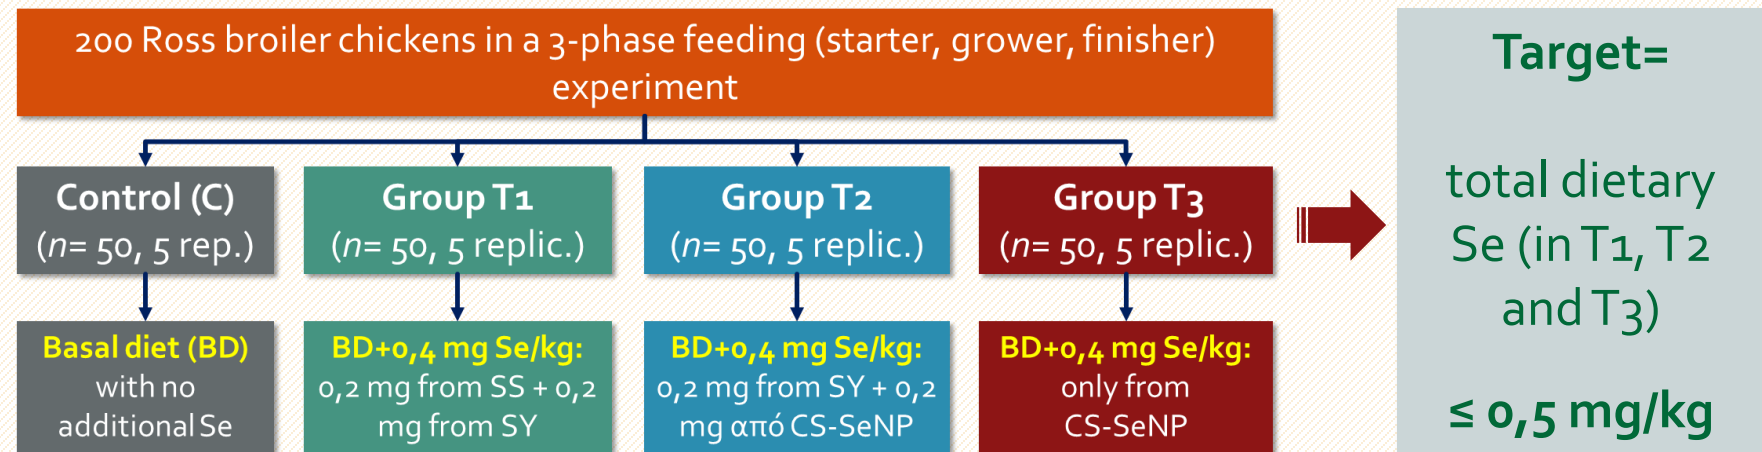 200 Ross broiler chickens in a 3-phase feeding (starter, grower, finisher)
experiment
Control (C)
(n= 50, 5 rep.)
Group T1
(n= 50, 5 replic.)
Group T2
(n= 50, 5 replic.)
Group T3
(n= 50, 5 replic.)
Basal diet (BD)
with no
additional Se
BD+0,4 mg Se/kg:
0,2 mg from SS + 0,2
mg from SY
BD+0,4 mg Se/kg:
0,2 mg from SY + 0,2
mg από CS-SeNP
BD+0,4 mg Se/kg:
only from
CS-SeNP
Target=
total dietary
Se (in T1, T2
and T3)
≤ 0,5 mg/kg